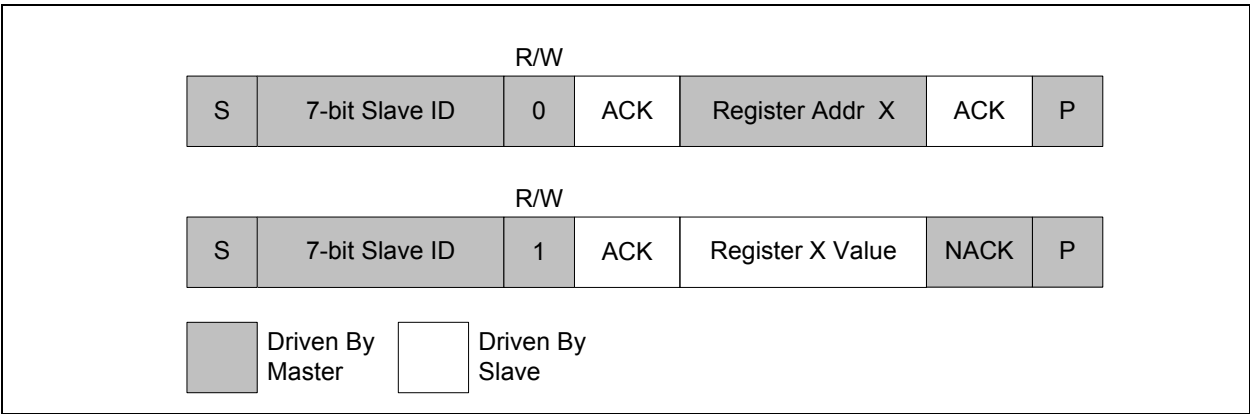 R/W
S 7-bit Slave ID 0 ACK Register Addr X ACK P
R/W
S 7-bit Slave ID 1 ACK Register X Value NACK P
Driven By
Master
Driven By
Slave